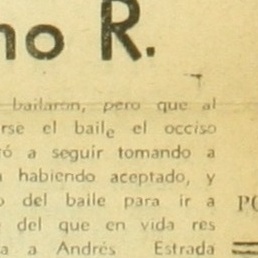 no R.
bailaron, pero que al
rse el baile el occiso
ó a seguir tomando a
habiendo aceptado, y
o del baile para ir a
del que en vida res
a a Andrés Estrada
PO